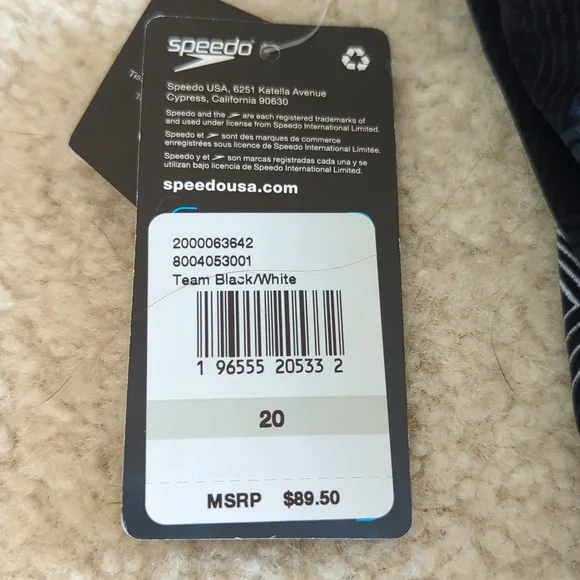 speedo
Speedo USA, 6251 Katella Avenue
Cypress, California 90630
Speedo and the are each registered trademarks of
and used under license from Speedo International Limited.
Speedo et sont des marques de commerce
enregistrées sous licence de Speedo International Limitée.
Speedo y et son marcas registradas cada una y se
utilizan bajo licencia de Speedo International Limited.
speedousa.com
2000063642
8004053001
Team Black/White
1 96555 20533 2
20
MSRP $89.50